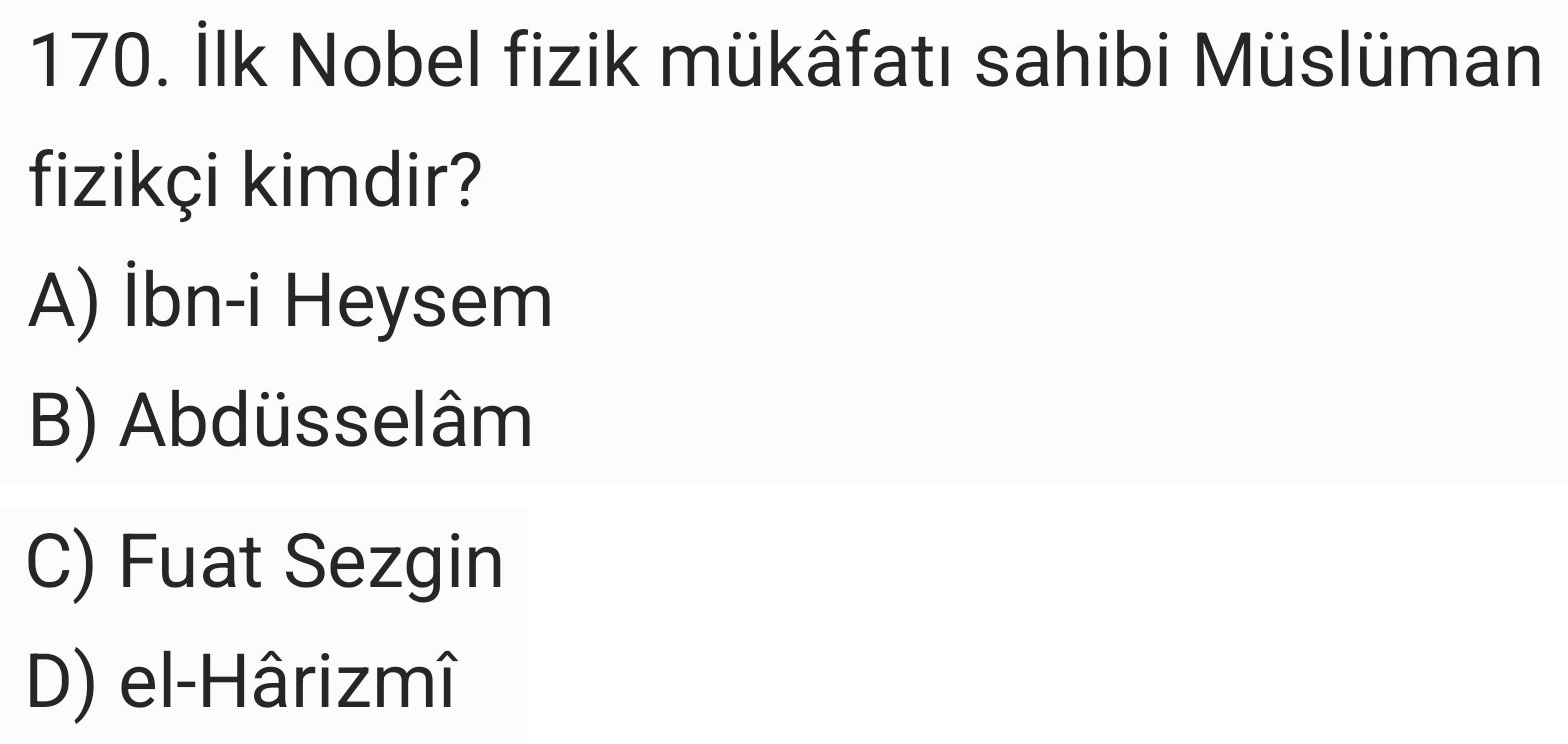 170. İlk Nobel fizik mükâfatı sahibi Müslüman
fizikçi kimdir?
A) İbn-i Heysem
B) Abdüsselâm
C) Fuat Sezgin
D) el-Hârizmî